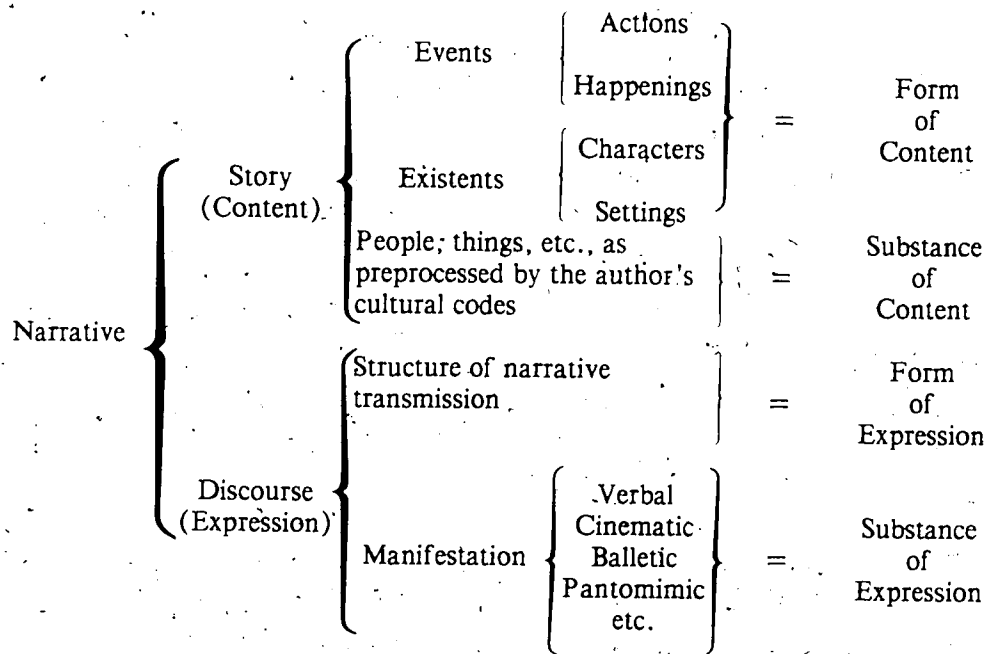 Narrative
Story
(Content)
Events
Actions
Happenings
Existents
Characters
Settings
=
Form
of
Content
People, things, etc., as
preprocessed by the author's
cultural codes
=
Substance
of
Content
Discourse
(Expression)
Structure of narrative
transmission
=
Form
of
Expression
Manifestation
Verbal
Cinematic
Balletic
Pantomimic
etc.
=
Substance
of
Expression